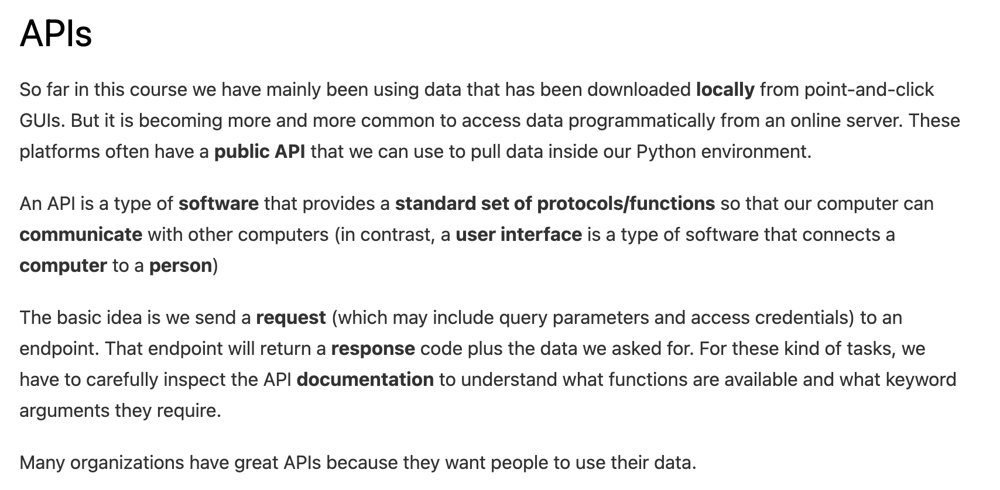 APIs
So far in this course we have mainly been using data that has been downloaded locally from point-and-click
GUIs. But it is becoming more and more common to access data programmatically from an online server. These
platforms often have a public API that we can use to pull data inside our Python environment.
An API is a type of software that provides a standard set of protocols/functions so that our computer can
communicate with other computers (in contrast, a user interface is a type of software that connects a
computer to a person)
The basic idea is we send a request (which may include query parameters and access credentials) to an
endpoint. That endpoint will return a response code plus the data we asked for. For these kind of tasks, we
have to carefully inspect the API documentation to understand what functions are available and what keyword
arguments they require.
Many organizations have great APIs because they want people to use their data.